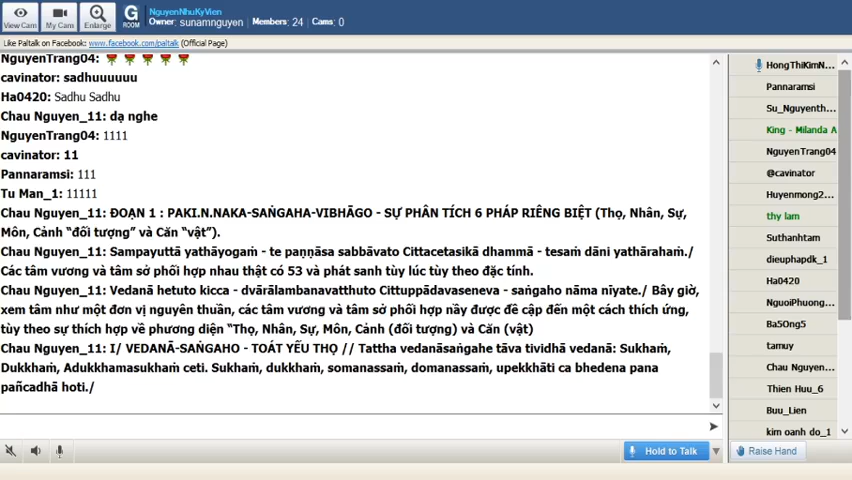 NguyenNhuKyVien
View Cam My Cam Enlarge G ROOM Owner: sunamnguyen Members: 24 Cams: 0
Like Paltalk on Facebook: www.facebook.com/paltalk (Official Page)
NguyenTrang04:
cavinator: sadhuuuuuu
Ha0420: Sadhu Sadhu
Chau Nguyen_11: dạ nghe
NguyenTrang04: 1111
cavinator: 11
Pannaramsi: 111
Tu Man_1: 11111
Chau Nguyen_11: ĐOẠN 1 : PAKI.N.NAKA-SAṄGAHA-VIBHĀGO - SỰ PHÂN TÍCH 6 PHÁP RIÊNG BIỆT (Thọ, Nhân, Sự,
Môn, Cảnh “đối tượng” và Căn “vật”).
Chau Nguyen_11: Sampayuttā yathāyogaṁ - te paṇṇāsa sabbāvato Cittacetasikā dhammā - tesaṁ dāni yathārahaṁ./
Các tâm vương và tâm sở phối hợp nhau thật có 53 và phát sanh tùy lúc tùy theo đặc tính.
Chau Nguyen_11: Vedanā hetuto kicca - dvārālambanavatthuto Cittuppādavaseneva - saṅgaho nāma nīyate./ Bây giờ,
xem tâm như một đơn vị nguyên thuần, các tâm vương và tâm sở phối hợp nầy được đề cập đến một cách thích ứng,
tùy theo sự thích hợp về phương diện “Thọ, Nhân, Sự, Môn, Cảnh (đối tượng) và Căn (vật)
Chau Nguyen_11: I/ VEDANĀ-SAṄGAHO - TOÁT YẾU THỌ // Tattha vedanāsaṅgahe tāva tividhā vedanā: Sukhaṁ,
Dukkhaṁ, Adukkhamasukhaṁ ceti. Sukhaṁ, dukkhaṁ, somanassaṁ, domanassaṁ, upekkhāti ca bhedena pana
pañcadhā hoti./
HongThiKimN...
Pannaramsi
Su_Nguyenth...
King - Milanda A
NguyenTrang04
@cavinator
Huyenmong2...
thy lam
Suthanhtam
dieuphapdk_1
Ha0420
NguoiPhuong...
Ba5Ong5
tamuy
Chau Nguyen...
Thien Huu_6
Buu_Lien
kim oanh do_1
Hold to Talk
Raise Hand